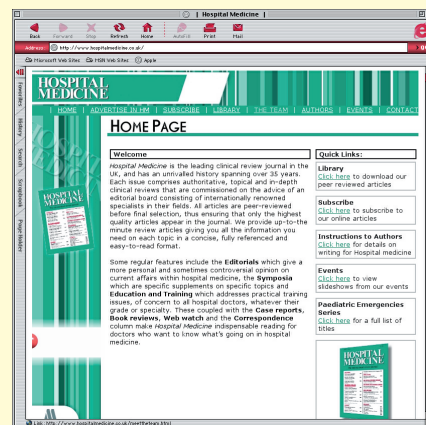 | Hospital Medicine |
Back Forward Stop Refresh Home AutoFill Print Mail
Address: http://www.hospitalmedicine.co.uk/
Microsoft Web Sites MSN Web Sites Apple
Favorites
History
Search
Scrapbook
Page Holder
HOSPITAL
MEDICINE
| HOME | ADVERTISE IN HM | SUBSCRIBE | LIBRARY | THE TEAM | AUTHORS | EVENTS | CONTACT
HOME PAGE
Welcome
Hospital Medicine is the leading clinical review journal in the
UK, and has an unrivalled history spanning over 35 years.
Each issue comprises authoritative, topical and in-depth
clinical reviews that are commissioned on the advice of an
editorial board consisting of internationally renowned
specialists in their fields. All articles are peer-reviewed
before final selection, thus ensuring that only the highest
quality articles appear in the journal. We provide up-to-the
minute review articles giving you all the information you
need on each topic in a concise, fully referenced and
easy-to-read format.
Some regular features include the Editorials which give a
more personal and sometimes controversial opinion on
current affairs within hospital medicine, the Symposia
which are specific supplements on specific topics and
Education and Training which addresses practical training
issues, of concern to all hospital doctors, whatever their
grade or specialty. These coupled with the Case reports,
Book reviews, Web watch and the Correspondence
column make Hospital Medicine indispensable reading for
doctors who want to know what's going on in hospital
medicine.
Quick Links:
Library
Click here to download our
peer reviewed articles
Subscribe
Click here to subscribe to
our online articles
Instructions to Authors
Click here for details on
writing for Hospital medicine
Events
Click here to view
slideshows from our events
Paediatric Emergencies
Series
Click here for a full list of
titles
HOSPITAL
MEDICINE
HOSPITAL
MEDICINE
Link: http://www.hospitalmedicine.co.uk/meettheteam.html